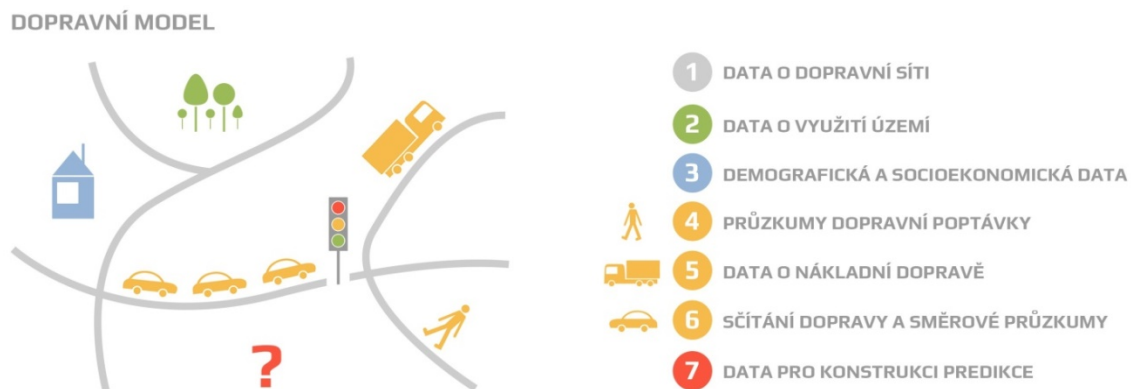 DOPRAVNÍ MODEL
?
1 DATA O DOPRAVNÍ SÍTI
2 DATA O VYUŽITÍ ÚZEMÍ
3 DEMOGRAFICKÁ A SOCIOEKONOMICKÁ DATA
4 PRŮZKUMY DOPRAVNÍ POPTÁVKY
5 DATA O NÁKLADNÍ DOPRAVĚ
6 SČÍTÁNÍ DOPRAVY A SMĚROVÉ PRŮZKUMY
7 DATA PRO KONSTRUKCI PREDIKCE